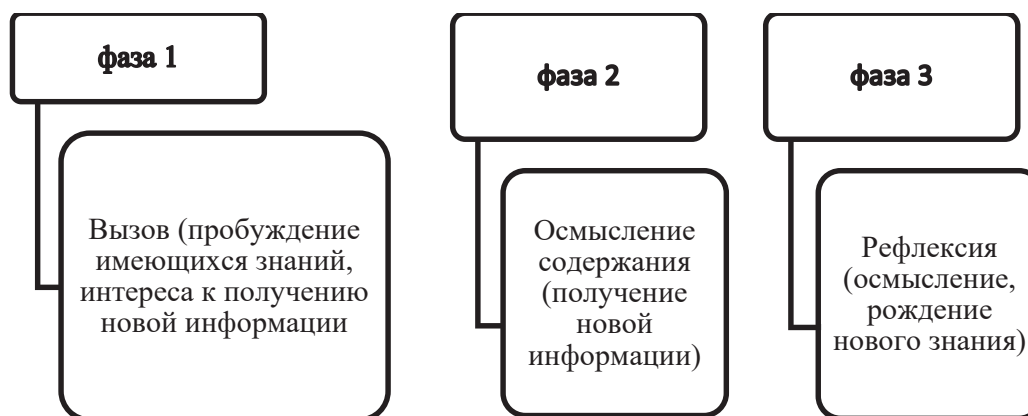 фаза 1
Вызов (пробуждение
имеющихся знаний,
интереса к получению
новой информации
фаза 2
Осмысление
содержания
(получение
новой
информации)
фаза 3
Рефлексия
(осмысление,
рождение
нового знания)